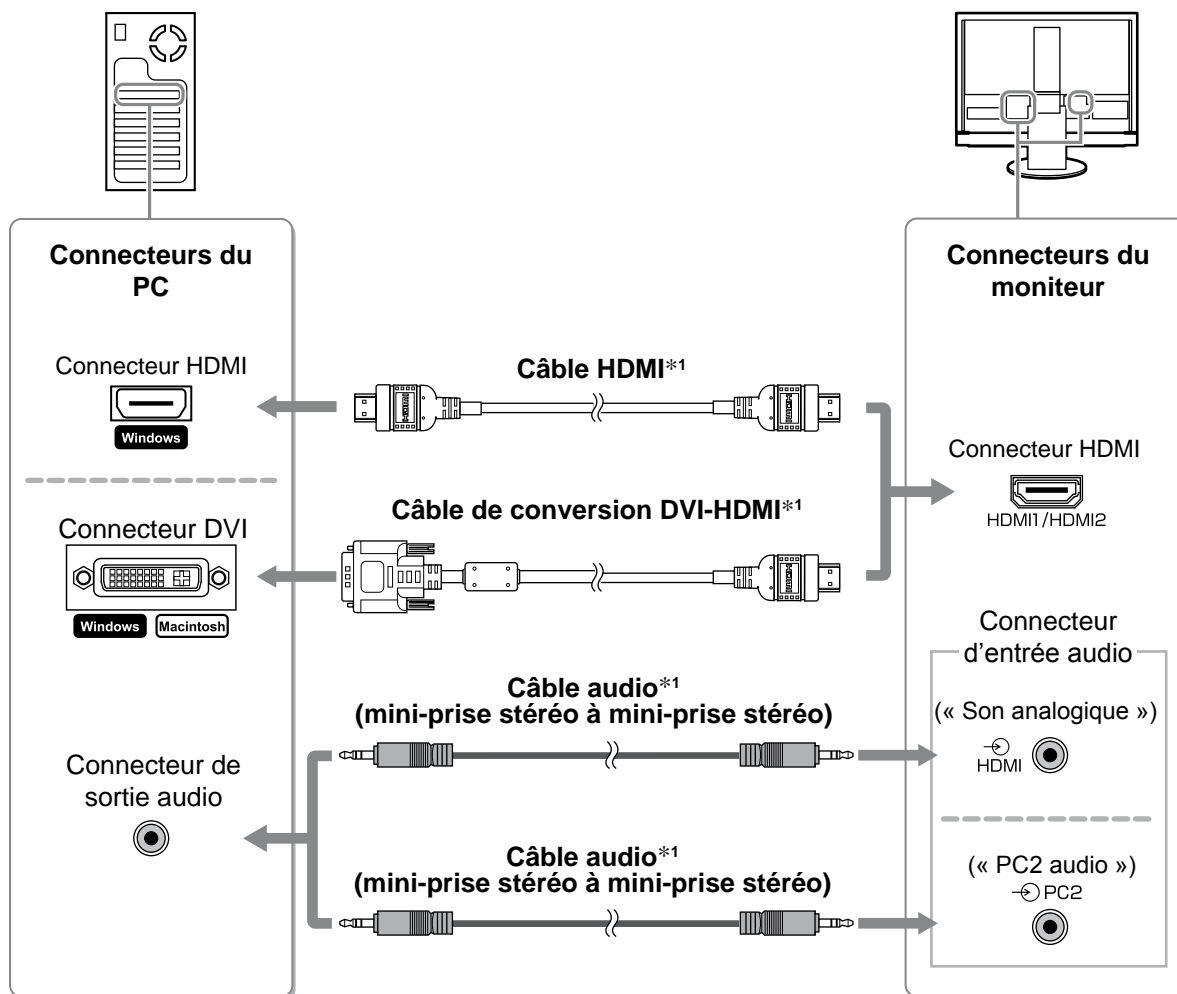 Connecteurs du
PC
Connecteurs du
moniteur
Connecteur HDMI
Windows
Câble HDMI*1
Connecteur HDMI
HDMI1/HDMI2
Connecteur DVI
Windows Macintosh
Câble de conversion DVI-HDMI*1
Connecteur
d’entrée audio
Câble audio*1
(mini-prise stéréo à mini-prise stéréo)
(« Son analogique »)
HDMI
Connecteur de
sortie audio
Câble audio*1
(mini-prise stéréo à mini-prise stéréo)
(« PC2 audio »)
PC2